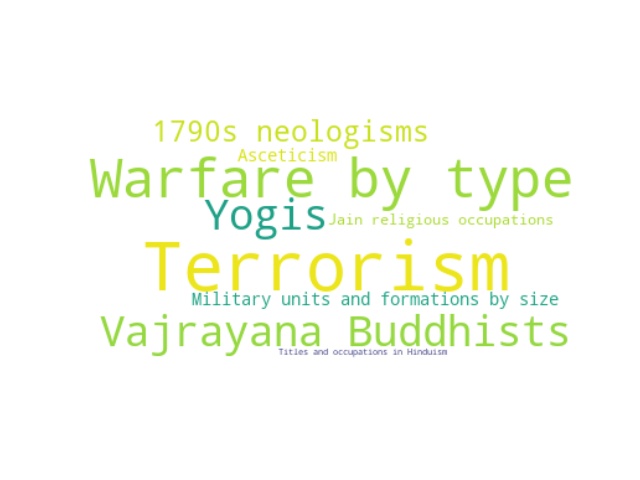 1790s neologisms
Asceticism
Warfare by type
Yogis
Jain religious occupations
Terrorism
Military units and formations by size
Vajrayana Buddhists
Titles and occupations in Hinduism